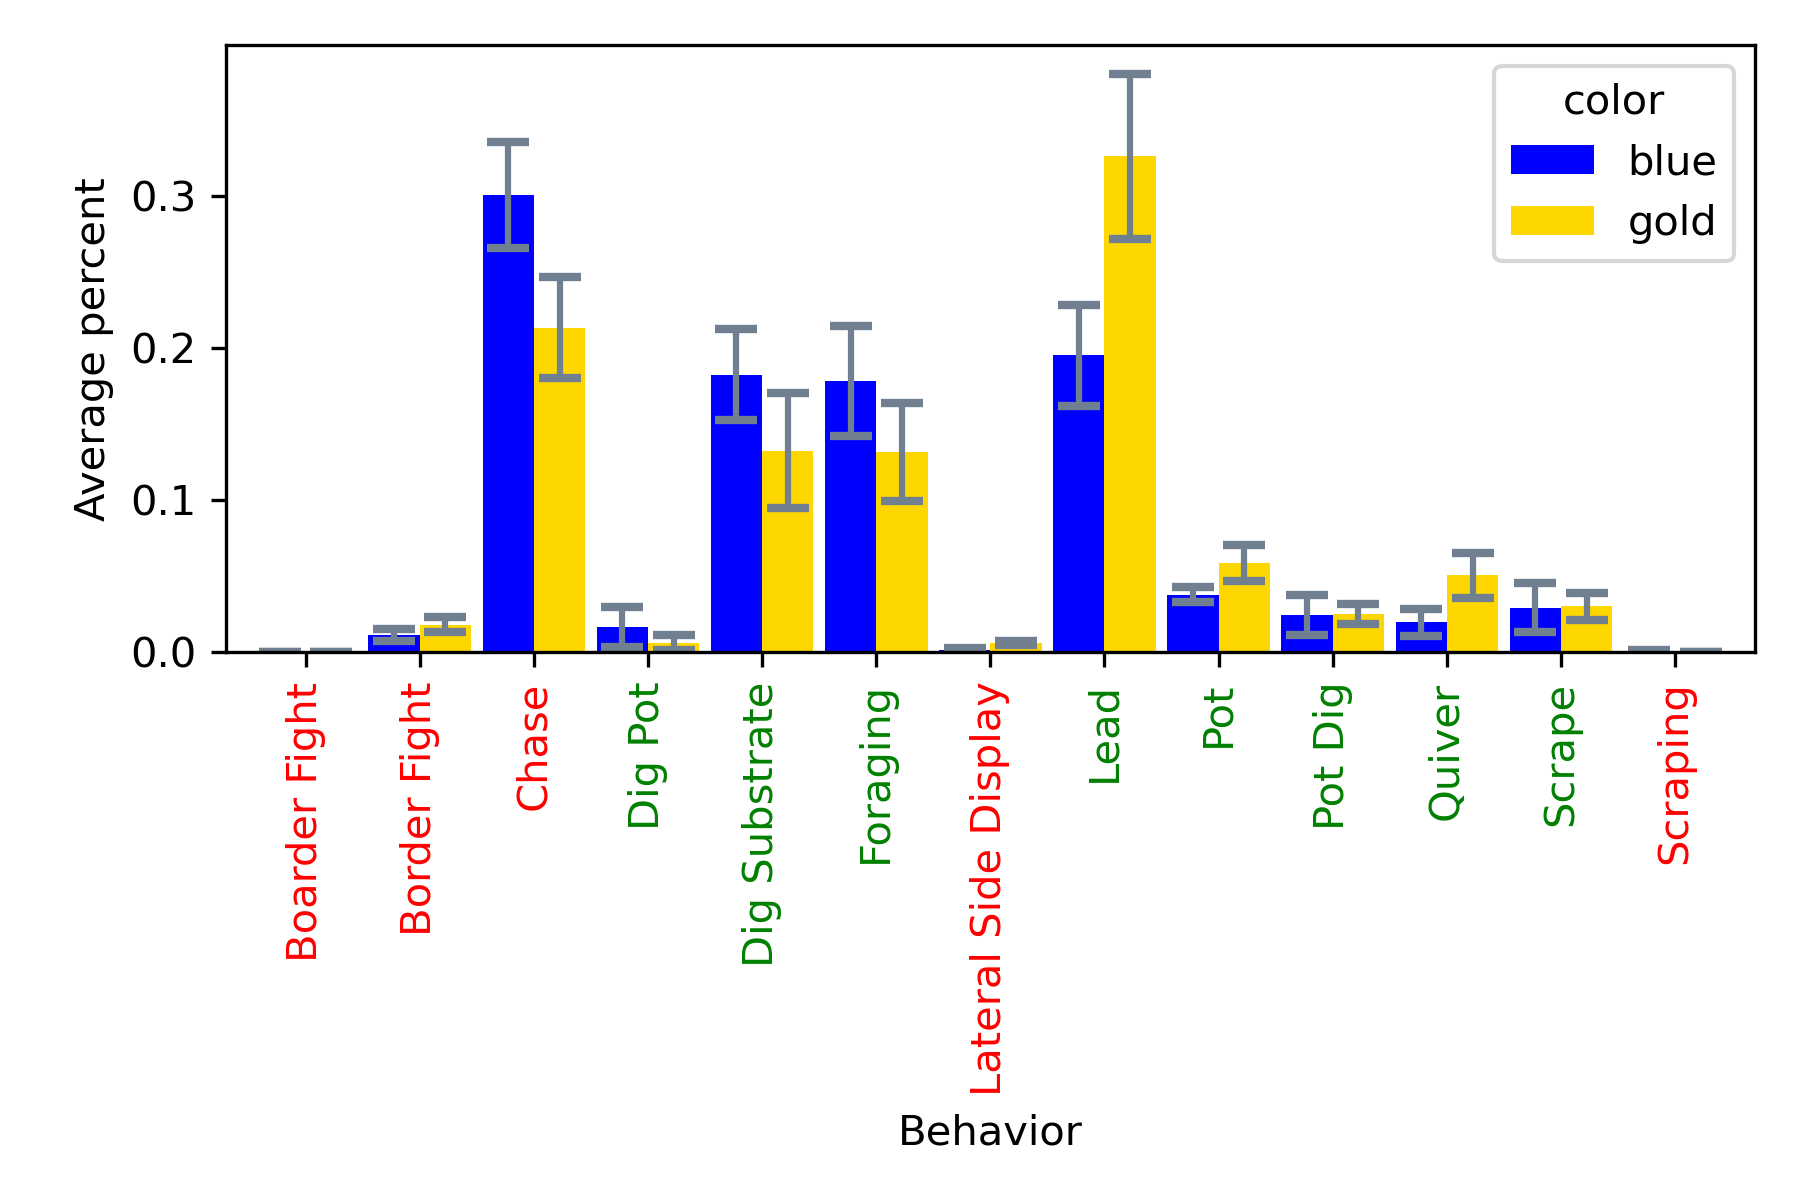 color
blue
gold
Average percent
0.3
0.2
0.1
0.0
Boarder Fight
Border Fight
Chase
Dig Pot
Dig Substrate
Foraging
Lateral Side Display
Lead
Pot
Pot Dig
Quiver
Scrape
Scraping
Behavior